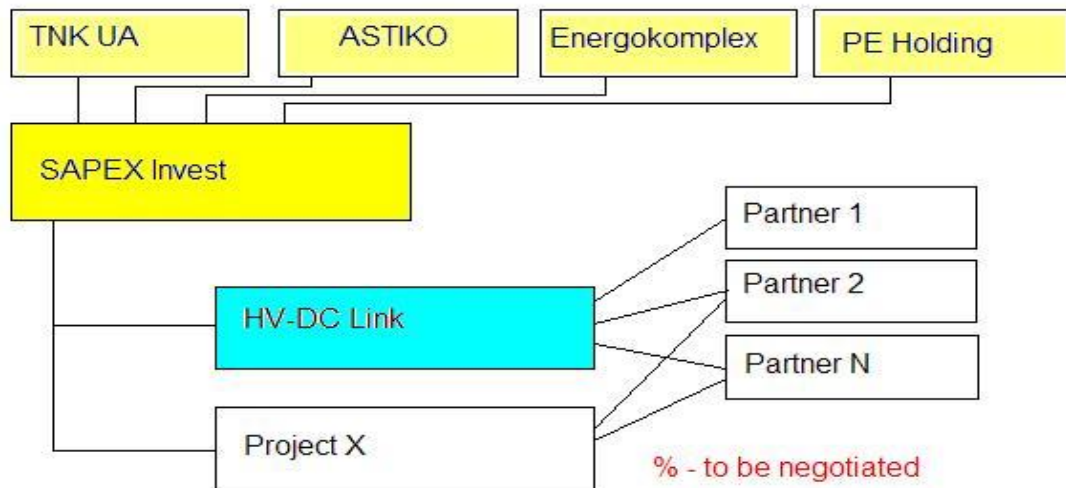 TNK UA
ASTIKO
Energokomplex
PE Holding
SAPEX Invest
Partner 1
HV-DC Link
Partner 2
Partner N
Project X
% - to be negotiated